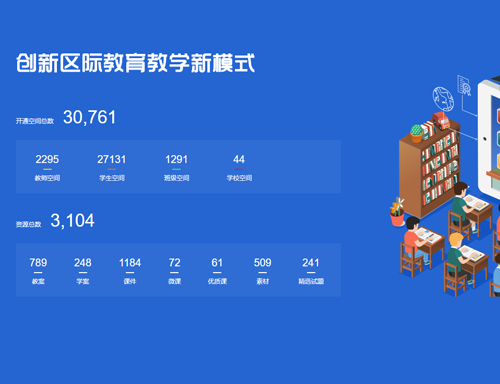 创新区际教育教学新模式
开通空间总数 30,761
2295 27131 1291 44
教师空间 学生空间 班级空间 学校空间
资源总数 3,104
789 248 1184 72 61 509 241
教案 学案 课件 微课 优质课 素材 精选试题